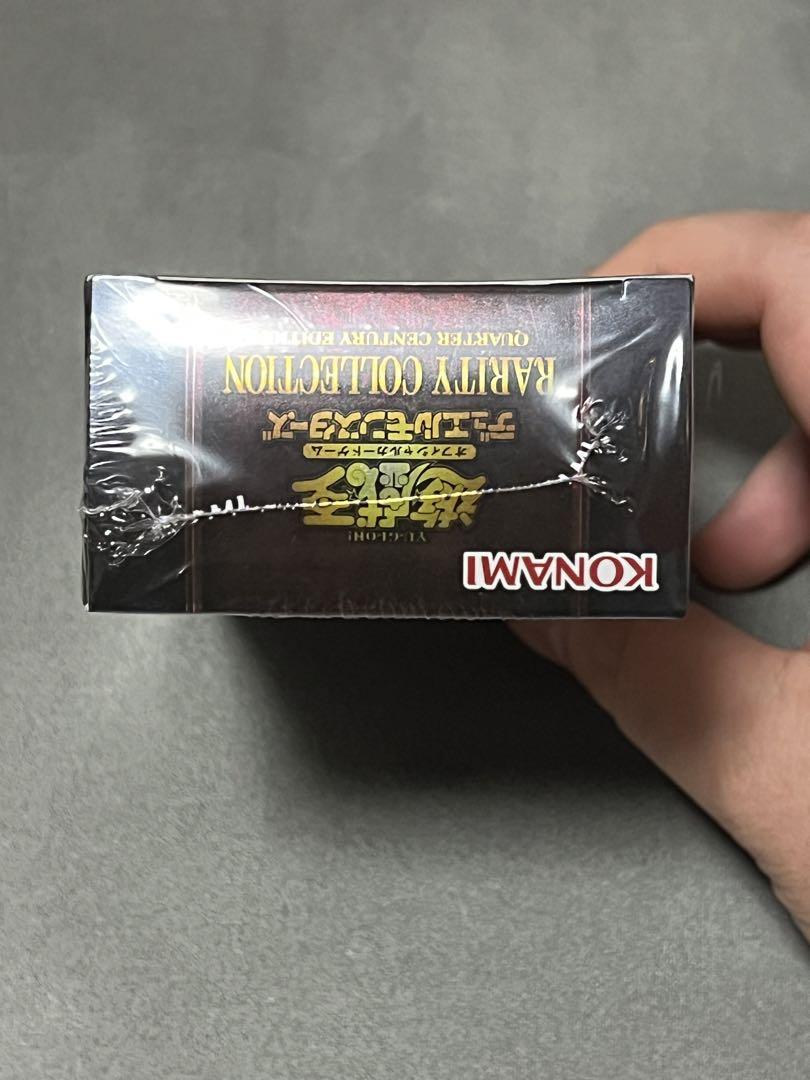 KONAMI
YU-GI-OH!
遊戯王
オフィシャルカードゲーム
デュエルモンスターズ
RARITY COLLECTION
QUARTER CENTURY EDITION